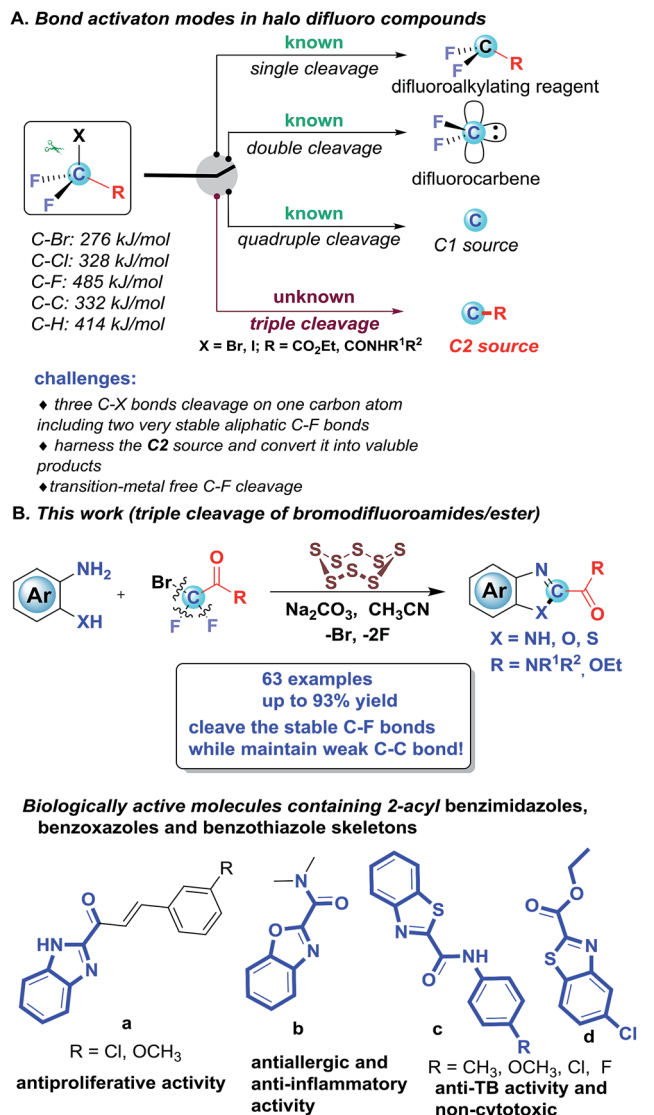 A. Bond activaton modes in halo difluoro compounds
known
single cleavage
F
F
C
R
difluoroalkylating reagent
known
double cleavage
F
F
C
difluorocarbene
X
F
F
C
R
known
quadruple cleavage
C
C1 source
C-Br: 276 kJ/mol
C-Cl: 328 kJ/mol
C-F: 485 kJ/mol
C-C: 332 kJ/mol
C-H: 414 kJ/mol
unknown
triple cleavage
C-R
C2 source
X = Br, I; R = CO2Et, CONHR1R2
challenges:
♦ three C-X bonds cleavage on one carbon atom
including two very stable aliphatic C-F bonds
♦ harness the C2 source and convert it into valuble
products
♦transition-metal free C-F cleavage
B. This work (triple cleavage of bromodifluoroamides/ester)
Ar
NH2
XH
+
Br
C
O
R
F
F
S S S S S S S S
Na2CO3, CH3CN
-Br, -2F
Ar
N
X
C
R
O
X = NH, O, S
R = NR1R2, OEt
63 examples
up to 93% yield
cleave the stable C-F bonds
while maintain weak C-C bond!
Biologically active molecules containing 2-acyl benzimidazoles,
benzoxazoles and benzothiazole skeletons
O
R
HN
N
a
R = Cl, OCH3
antiproliferative activity
N
O
O
N
b
antiallergic and
anti-inflammatory
activity
S
N
O
NH
R
c
R = CH3, OCH3, Cl, F
anti-TB activity and
non-cytotoxic
O
O
S
N
Cl
d